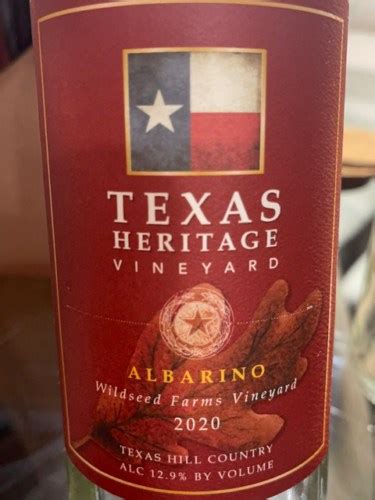 TEXAS
HERITAGE
VINEYARD
ALBARINO
Wildseed Farms Vineyard
2020
TEXAS HILL COUNTRY
ALC 12.9% BY VOLUME